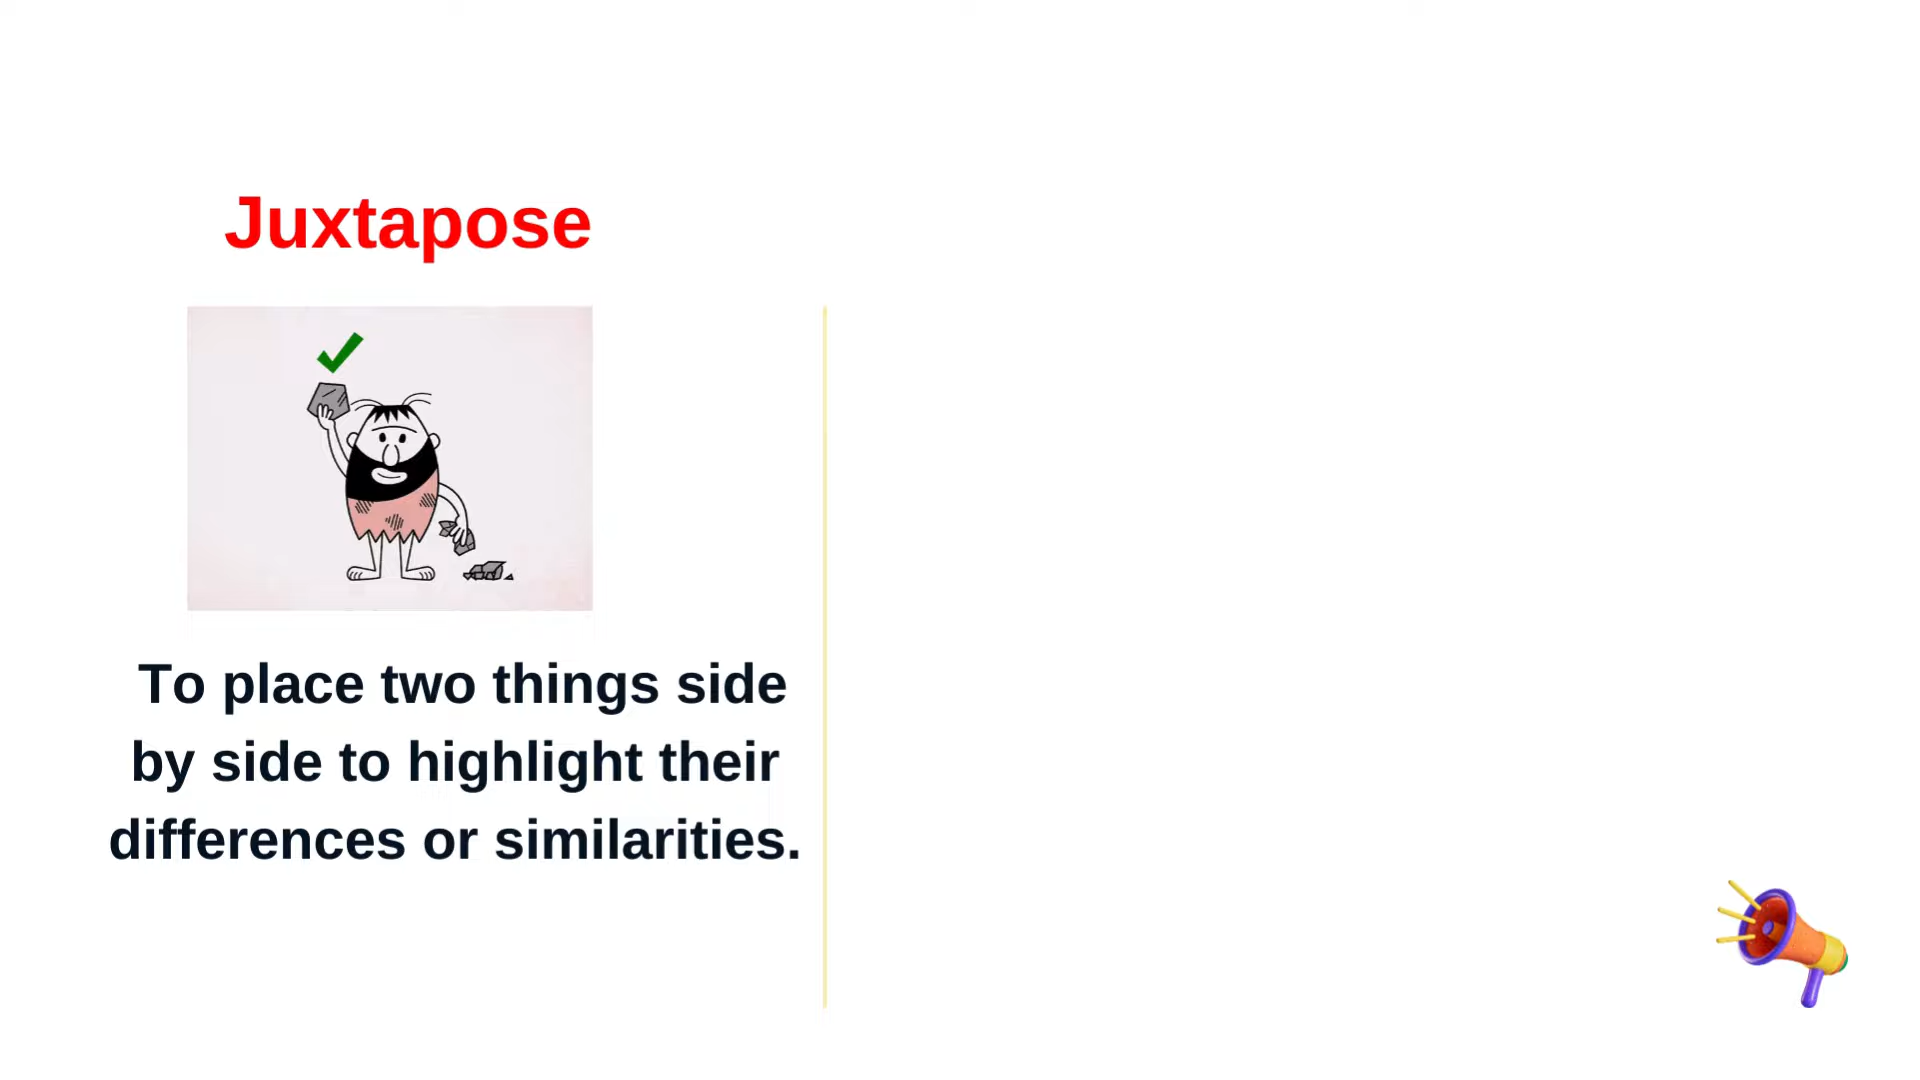 Juxtapose
To place two things side
by side to highlight their
differences or similarities.